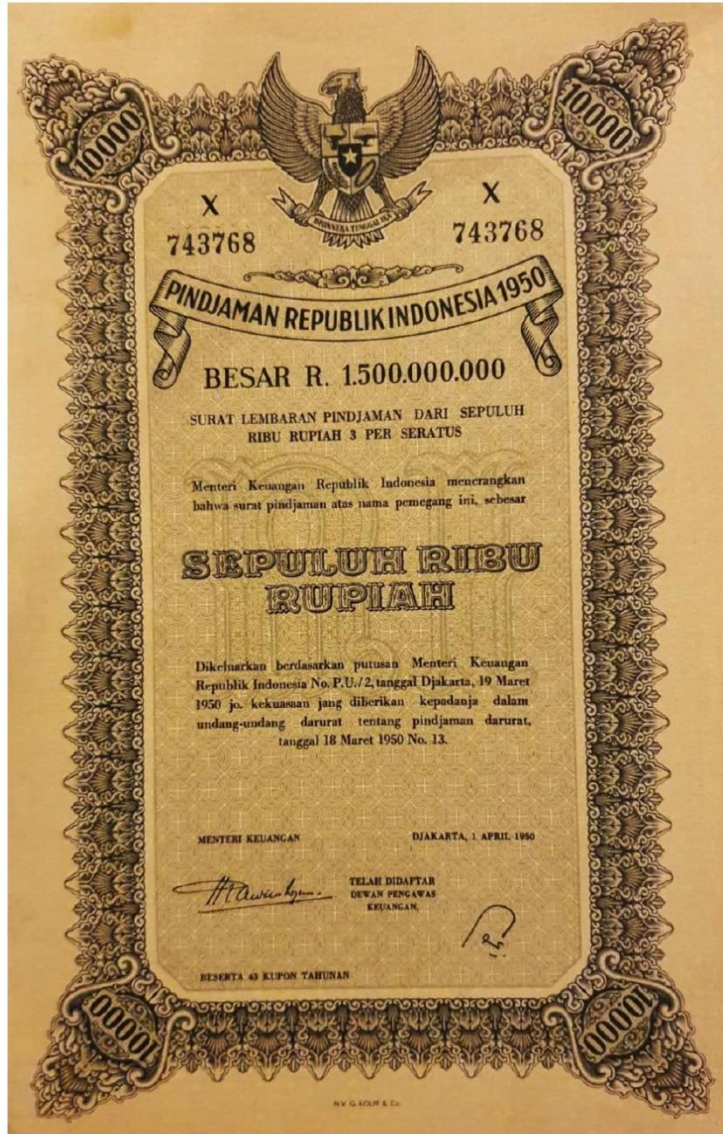 10000
10000
BHINNEKA TUNGGAL IKA
X
X
743768
743768
PINDJAMAN REPUBLIK INDONESIA 1950
BESAR R. 1.500.000.000
SURAT LEMBARAN PINDJAMAN DARI SEPULUH
RIBU RUPIAH 3 PER SERATUS
Menteri Keuangan Republik Indonesia menerangkan
bahwa surat pindjaman atas nama pemegang ini, sebesar
SEPULUH RIBU
RUPIAH
Dikeluarkan berdasarkan putusan Menteri Keuangan
Republik Indonesia No. P.U./2, tanggal Djakarta, 19 Maret
1950 jo. kekuasaan jang diberikan kepadanja dalam
undang-undang darurat tentang pindjaman darurat,
tanggal 18 Maret 1950 No. 13.
MENTERI KEUANGAN
DJAKARTA, 1 APRIL 1950
TELAH DIDAPTAR
DEWAN PENGAWAS
KEUANGAN,
BESERTA 43 KUPON TAHUNAN
10000
10000
N.V. G. KOLFF & Co.